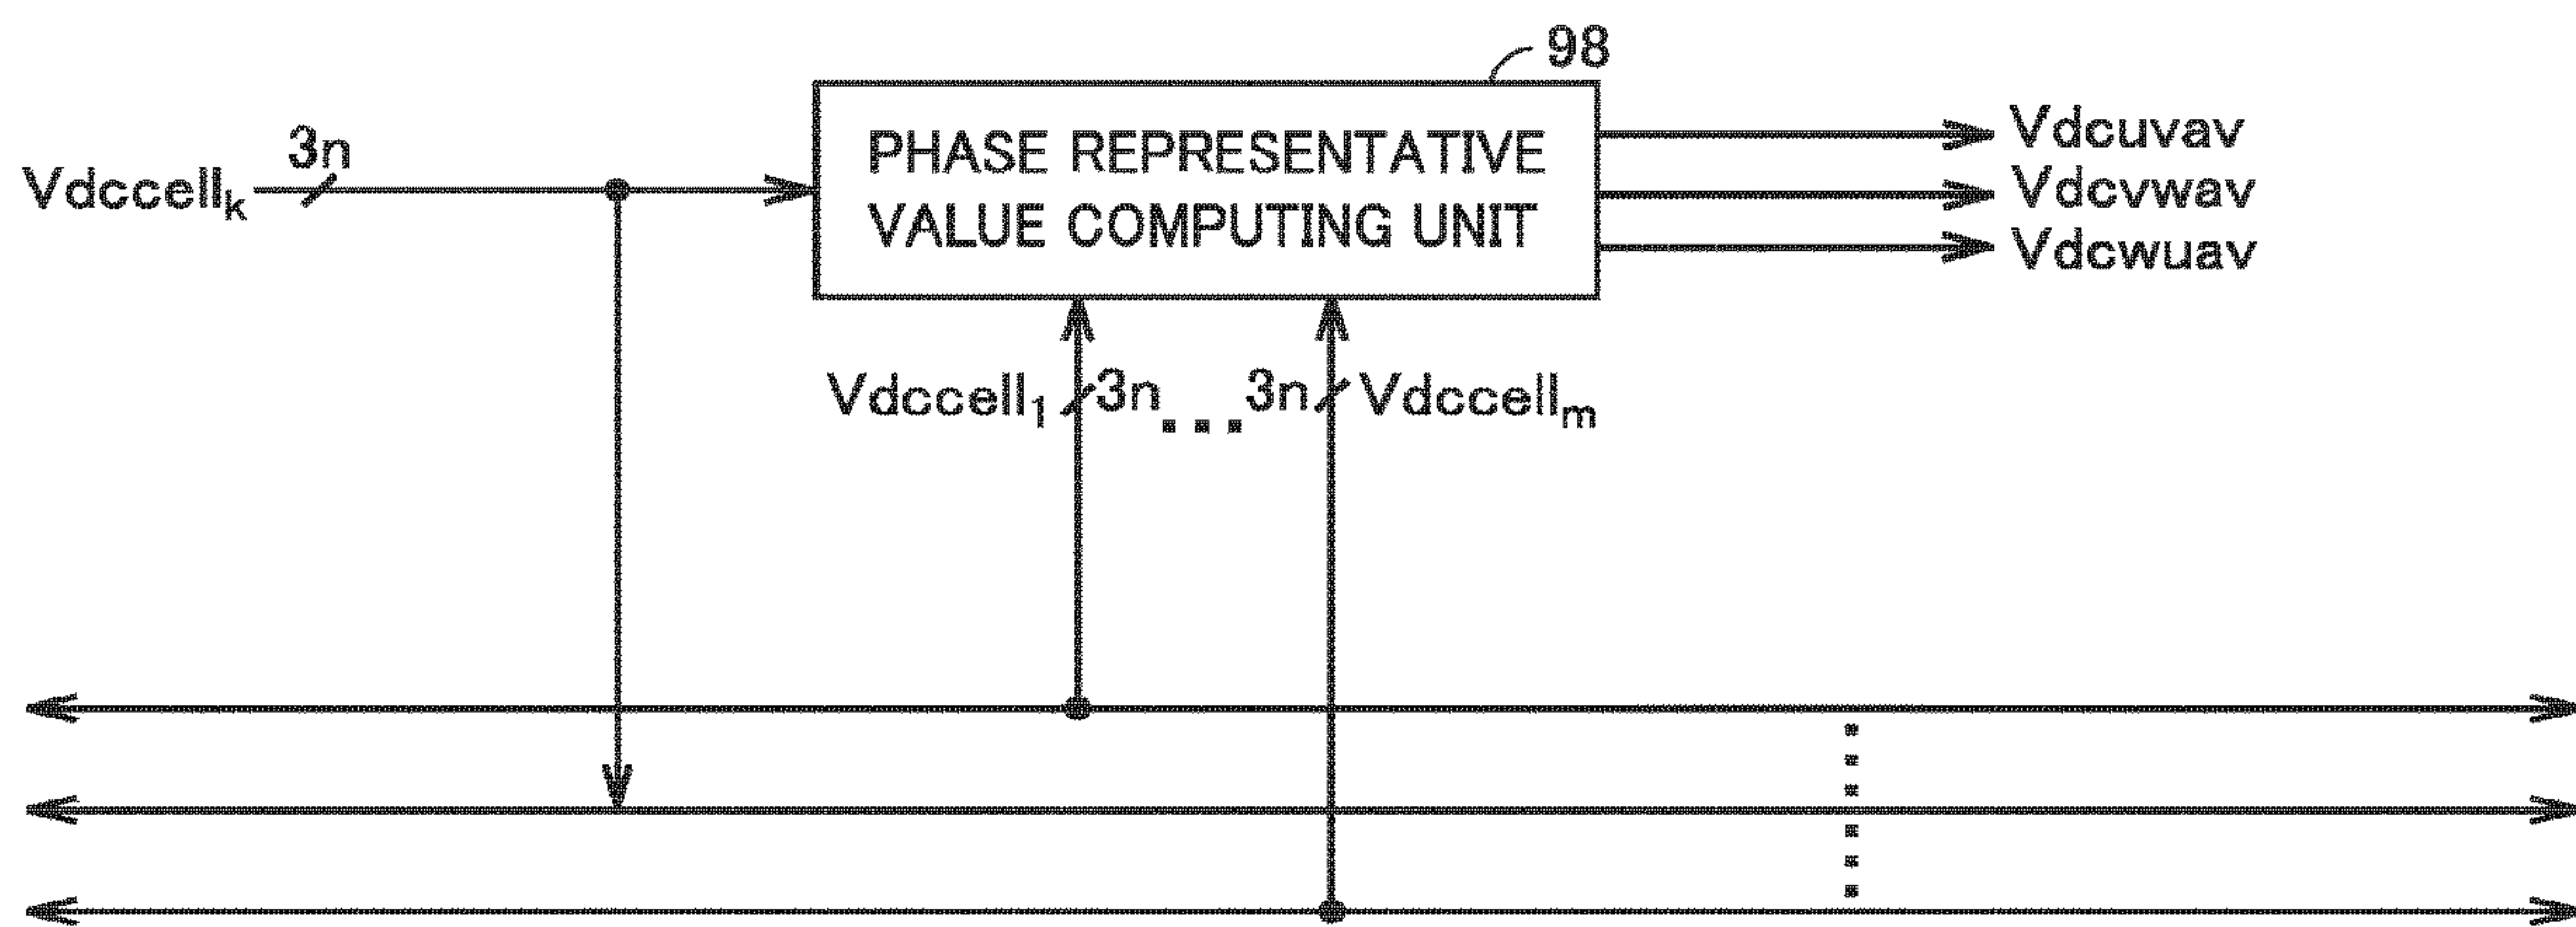 98
3n
Vdccellk
PHASE REPRESENTATIVE
VALUE COMPUTING UNIT
Vdcuvav
Vdcvwav
Vdcwuav
Vdccell1 3n...3n Vdccellm